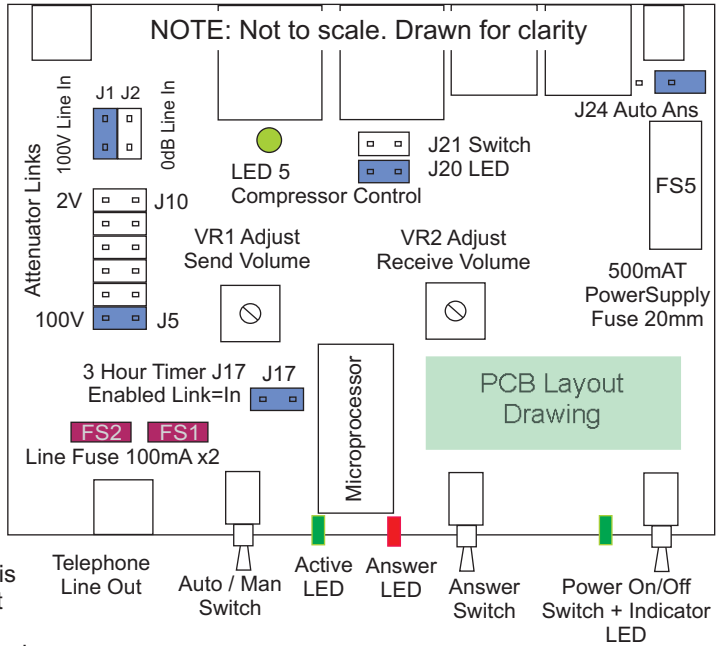 NOTE: Not to scale. Drawn for clarity
100V Line In
J1 J2
0dB Line In
J24 Auto Ans
LED 5
Compressor Control
J21 Switch
J20 LED
FS5
Attenuator Links
2V
J10
100V
J5
VR1 Adjust
Send Volume
VR2 Adjust
Receive Volume
500mAT
PowerSupply
Fuse 20mm
3 Hour Timer J17
Enabled Link=In
J17
Microprocessor
PCB Layout
Drawing
FS2
FS1
Line Fuse 100mA x2
is
t
Telephone
Line Out
Auto / Man
Switch
Active
LED
Answer
LED
Answer
Switch
Power On/Off
Switch + Indicator
LED